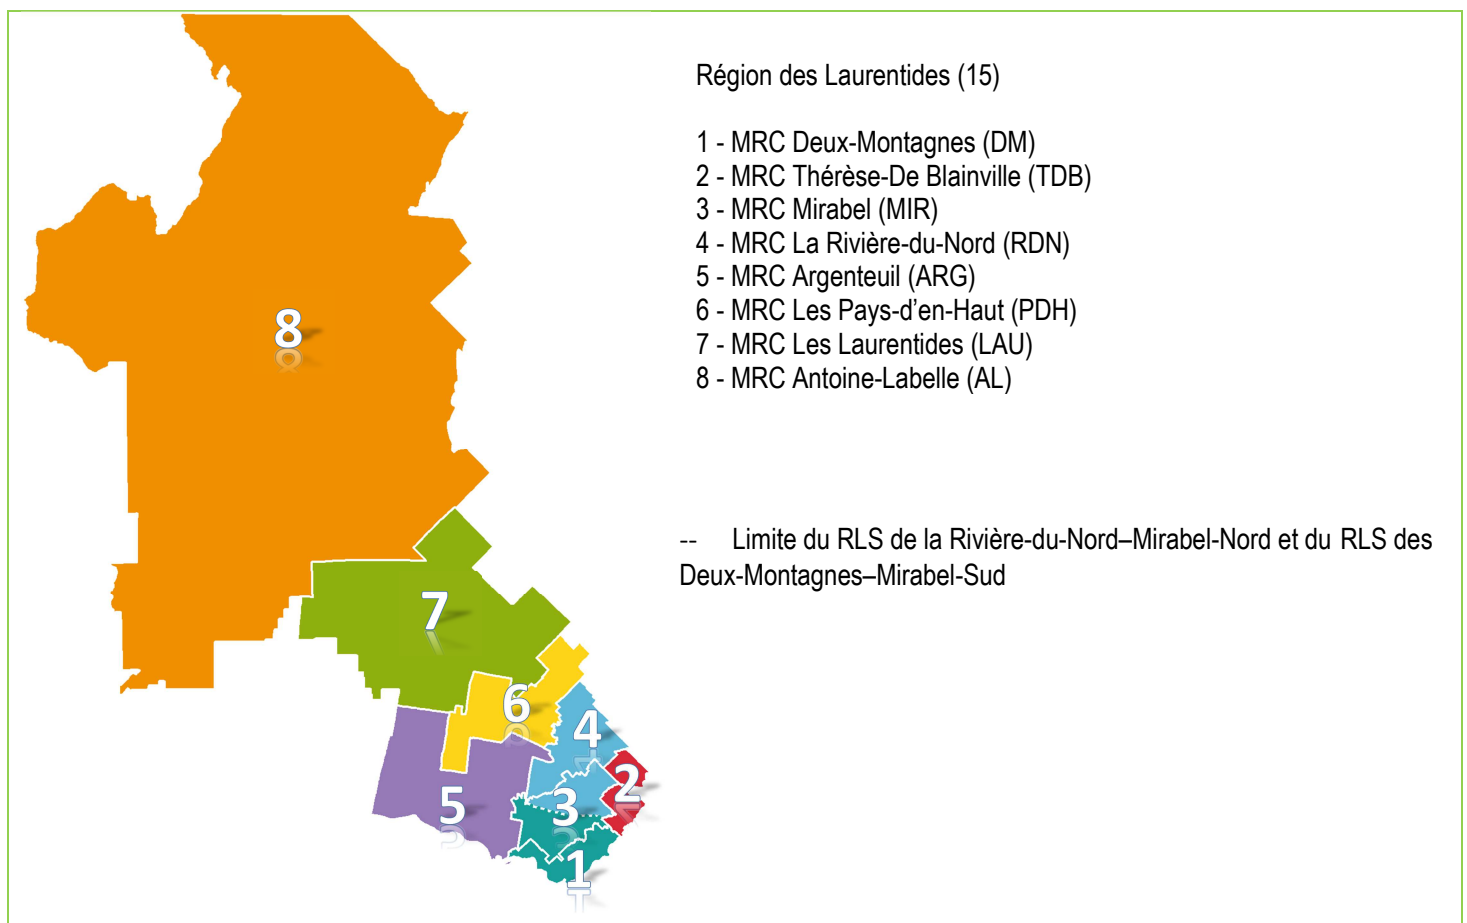 Région des Laurentides (15)
1 - MRC Deux-Montagnes (DM)
2 - MRC Thérèse-De Blainville (TDB)
3 - MRC Mirabel (MIR)
4 - MRC La Rivière-du-Nord (RDN)
5 - MRC Argenteuil (ARG)
6 - MRC Les Pays-d’en-Haut (PDH)
7 - MRC Les Laurentides (LAU)
8 - MRC Antoine-Labelle (AL)
-- Limite du RLS de la Rivière-du-Nord–Mirabel-Nord et du RLS des
Deux-Montagnes–Mirabel-Sud
8
7
6
4
2
5
3
1